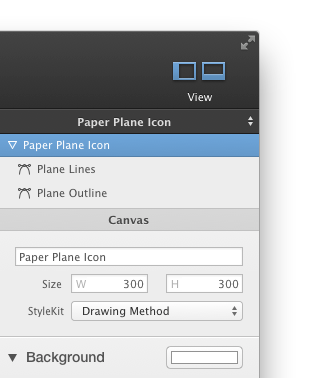 View
Paper Plane Icon
Paper Plane Icon
Plane Lines
Plane Outline
Canvas
Paper Plane Icon
Size W 300 H 300
StyleKit Drawing Method
Background